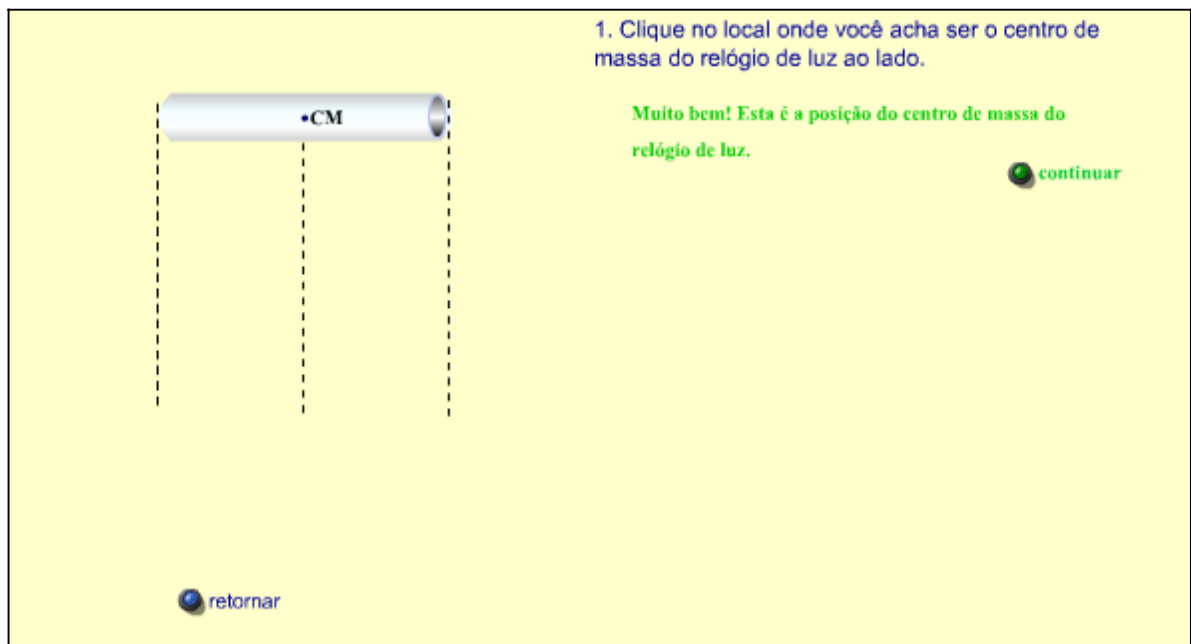 1. Clique no local onde você acha ser o centro de
massa do relógio de luz ao lado.
•CM
Muito bem! Esta é a posição do centro de massa do
relógio de luz.
continuar
retornar